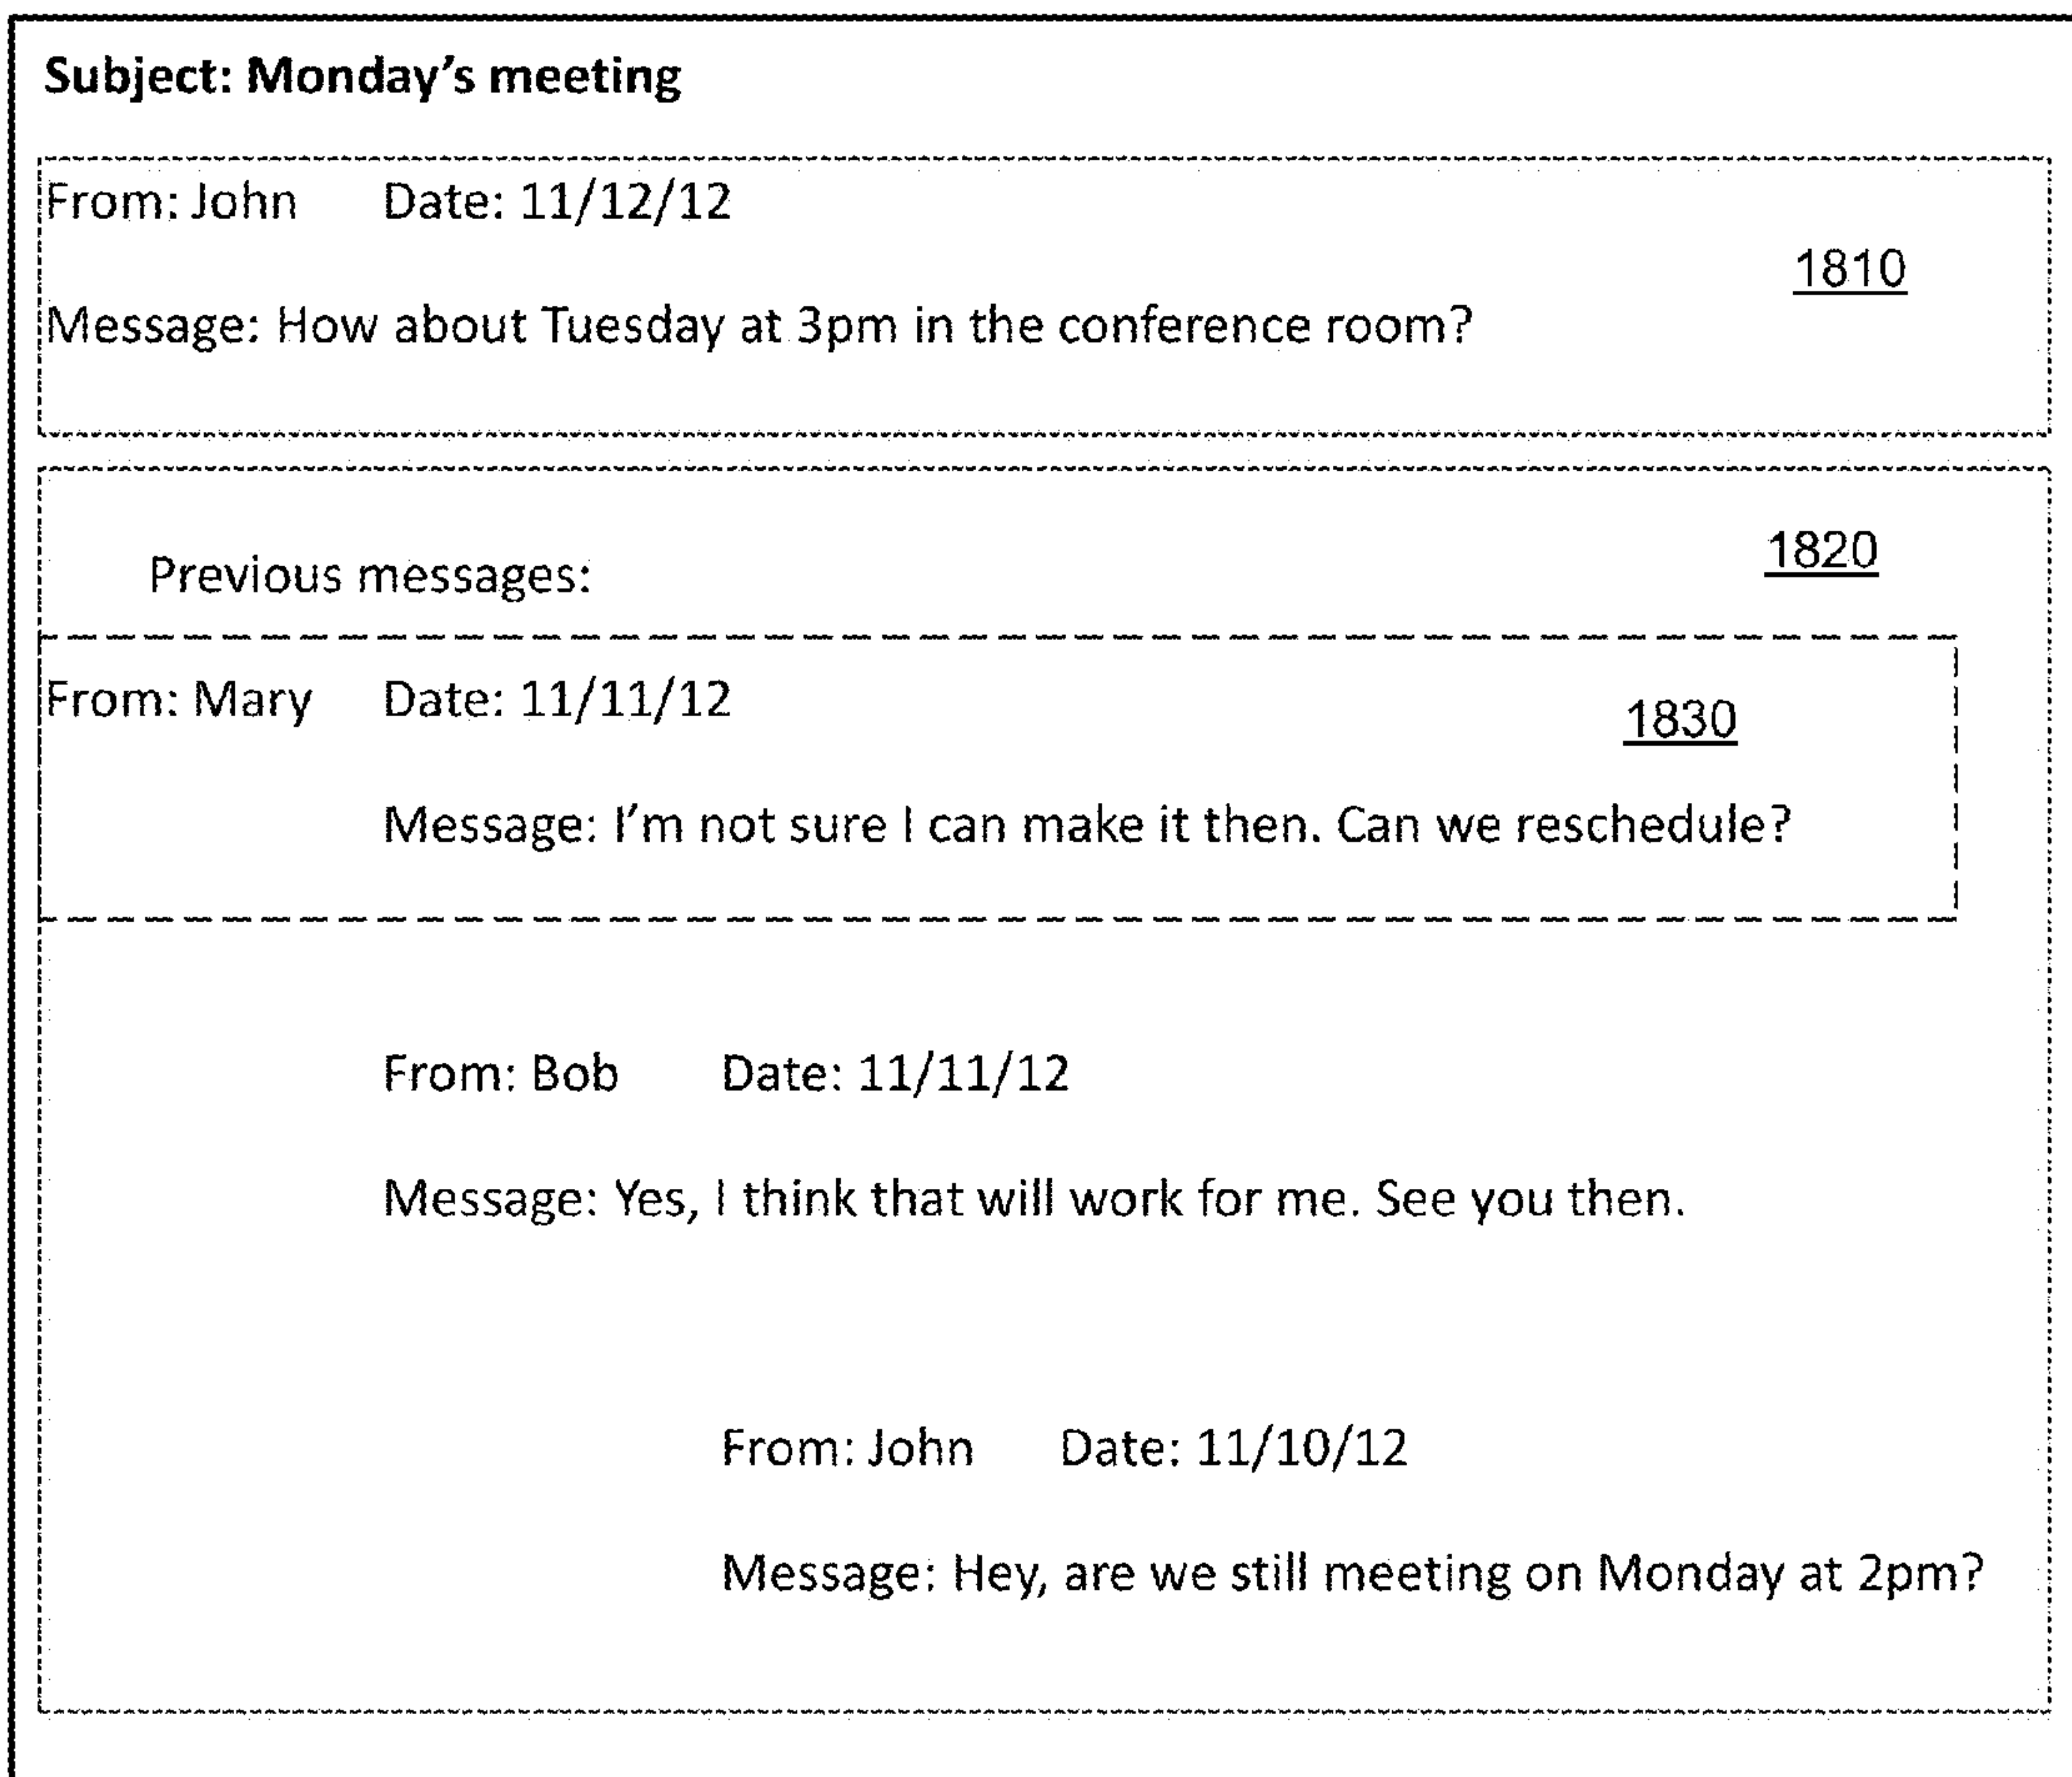 Subject: Monday's meeting
From: John Date: 11/12/12
1810
Message: How about Tuesday at 3pm in the conference room?
1820
Previous messages:
From: Mary Date: 11/11/12
1830
Message: I'm not sure I can make it then. Can we reschedule?
From: Bob Date: 11/11/12
Message: Yes, I think that will work for me. See you then.
From: John Date: 11/10/12
Message: Hey, are we still meeting on Monday at 2pm?